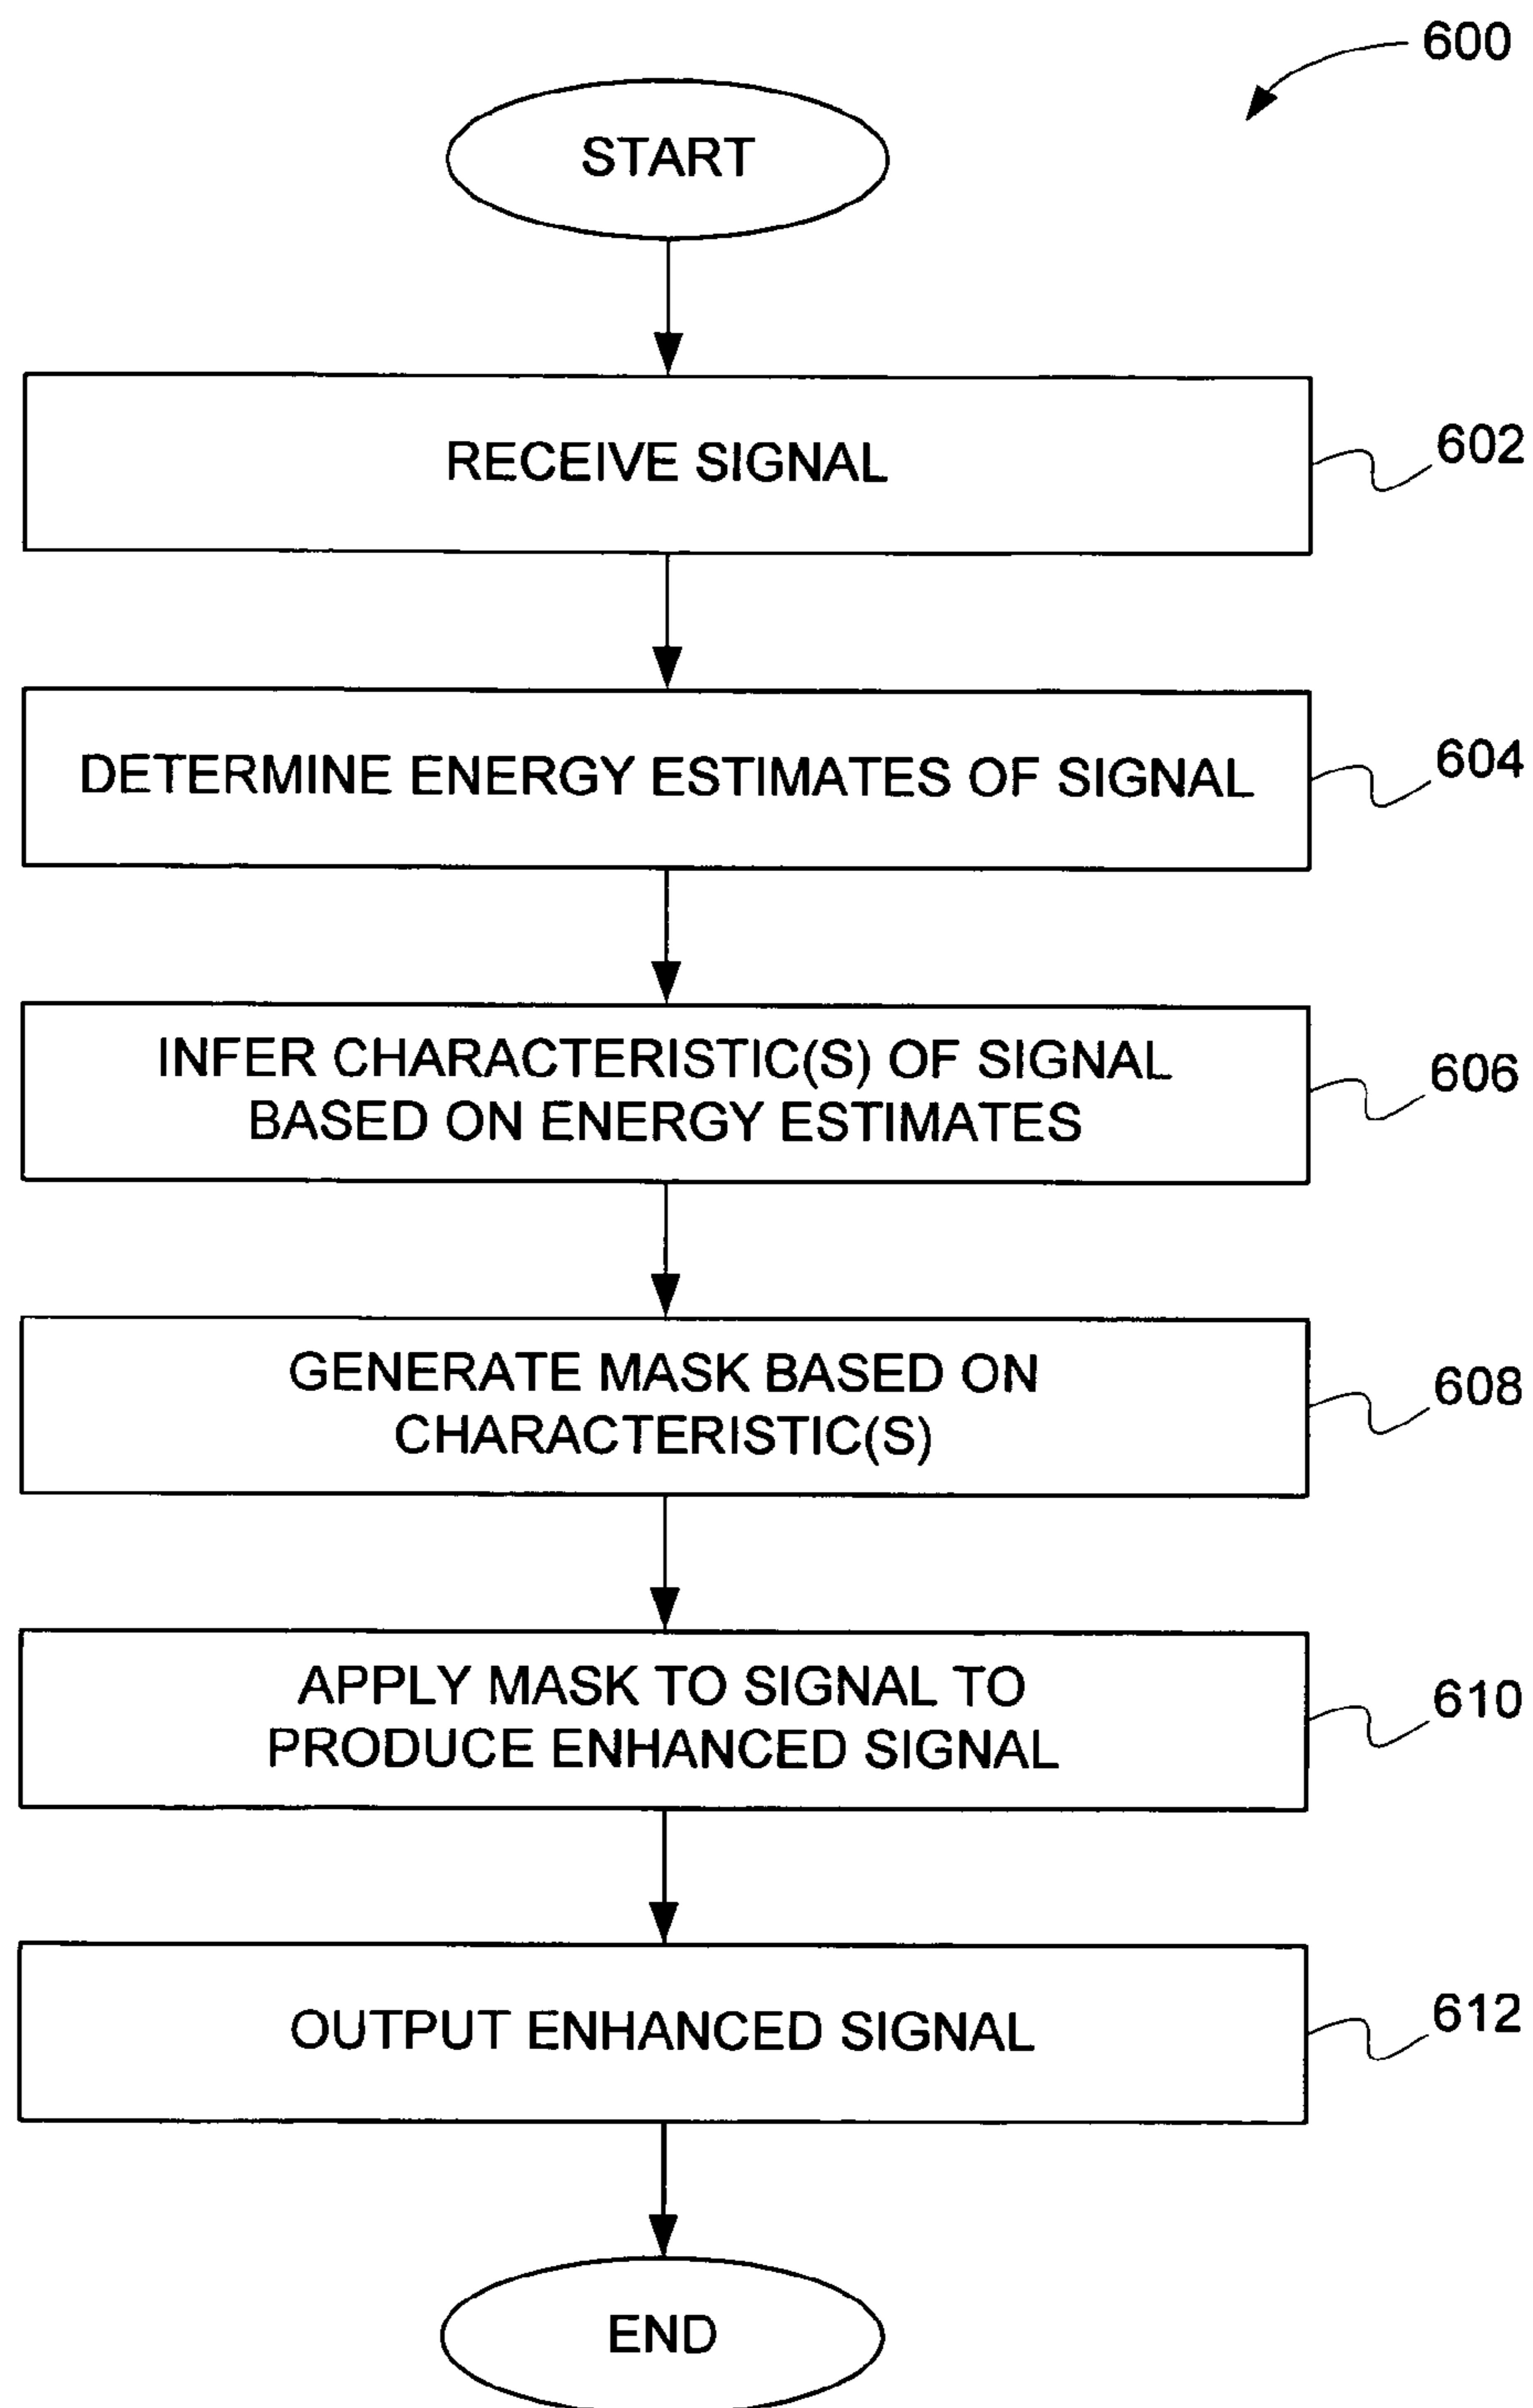 600
START
RECEIVE SIGNAL
602
DETERMINE ENERGY ESTIMATES OF SIGNAL
604
INFER CHARACTERISTIC(S) OF SIGNAL
BASED ON ENERGY ESTIMATES
606
GENERATE MASK BASED ON
CHARACTERISTIC(S)
608
APPLY MASK TO SIGNAL TO
PRODUCE ENHANCED SIGNAL
610
OUTPUT ENHANCED SIGNAL
612
END